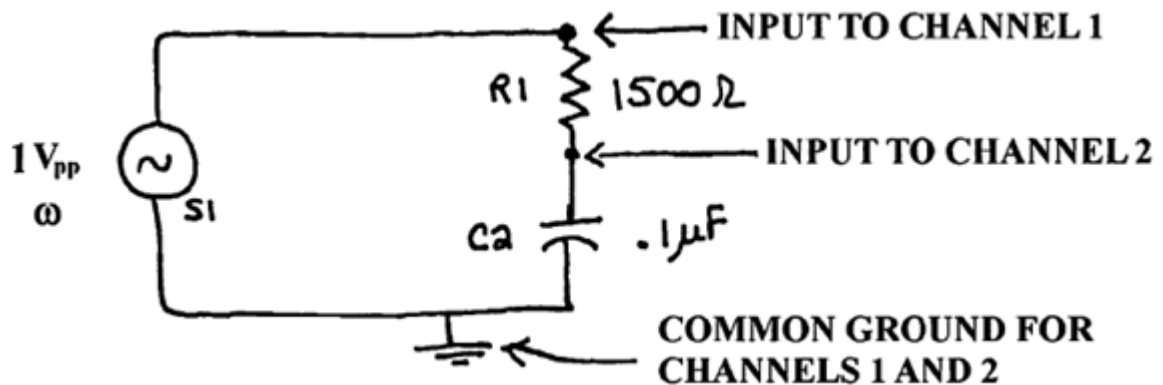 INPUT TO CHANNEL 1
R1 1500 Ω
1 Vpp
ω
S1
INPUT TO CHANNEL 2
C2 .1μF
COMMON GROUND FOR
CHANNELS 1 AND 2